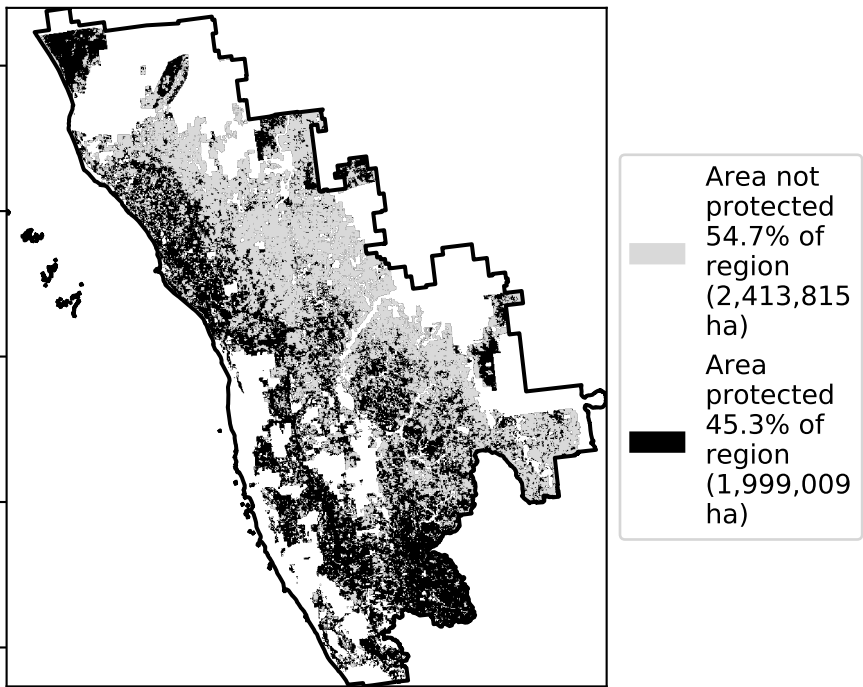 Area not
protected
54.7% of
region
(2,413,815
ha)
Area
protected
45.3% of
region
(1,999,009
ha)